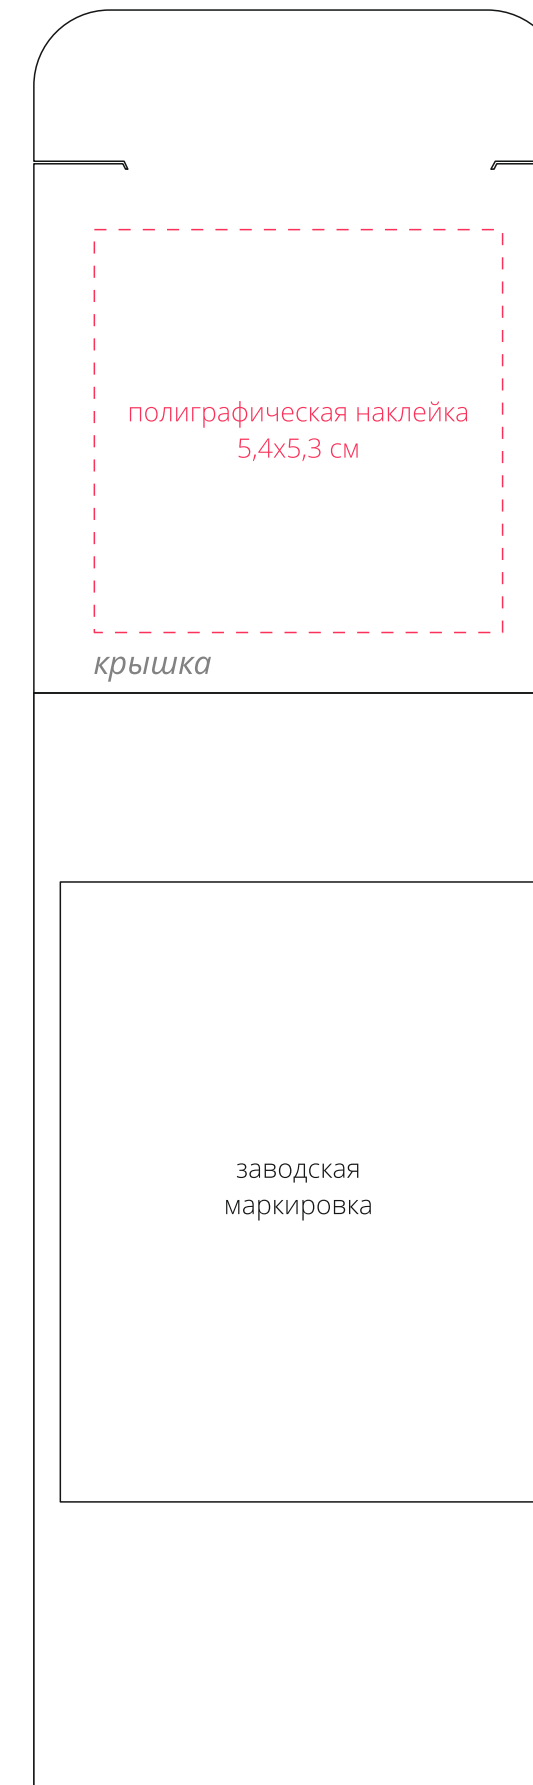 полиграфическая наклейка
5,4х5,3 см
крышка
заводская
маркировка